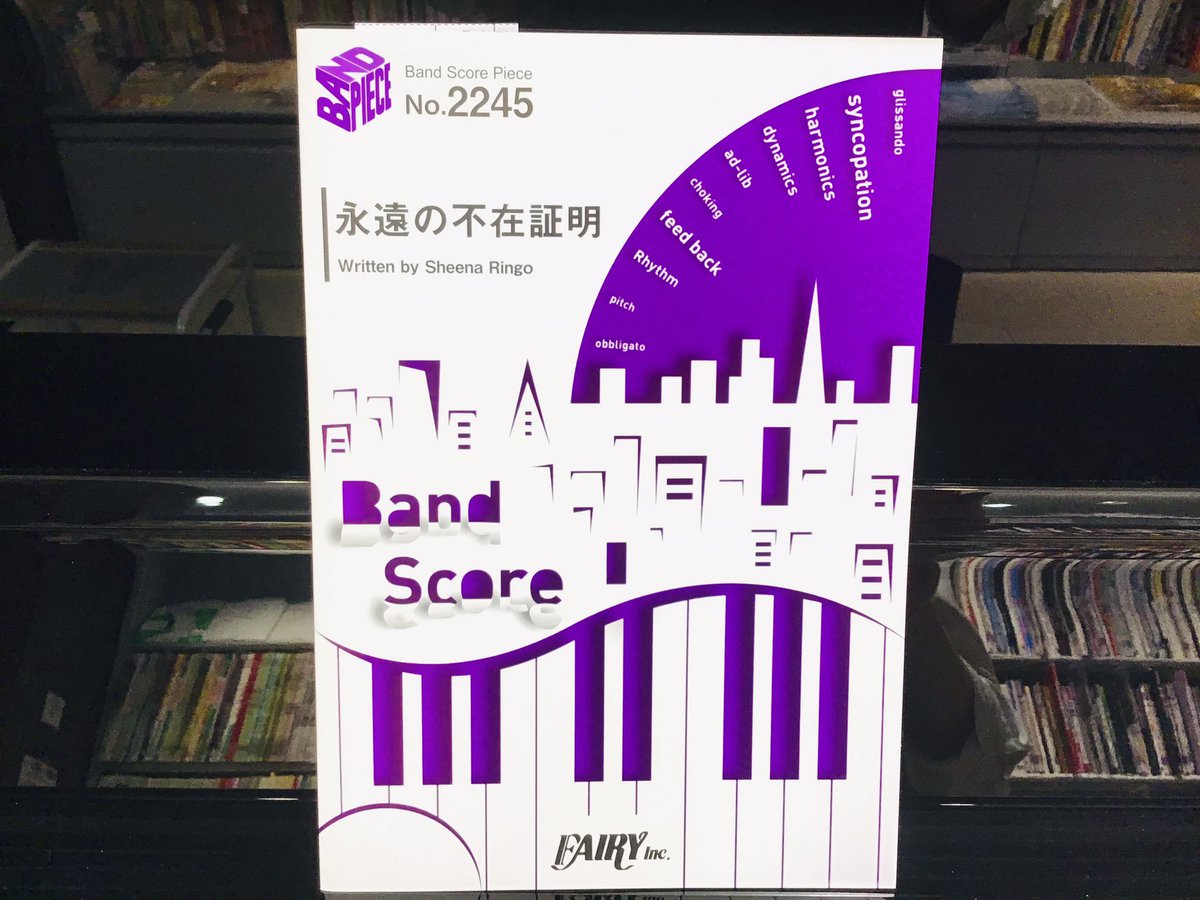 BAND PIECE
Band Score Piece
No.2245
永遠の不在証明
Written by Sheena Ringo
glissando
syncopation
harmonics
dynamics
ad-lib
choking
feed back
Rhythm
pitch
obbligato
Band
Score
FAIRY Inc.